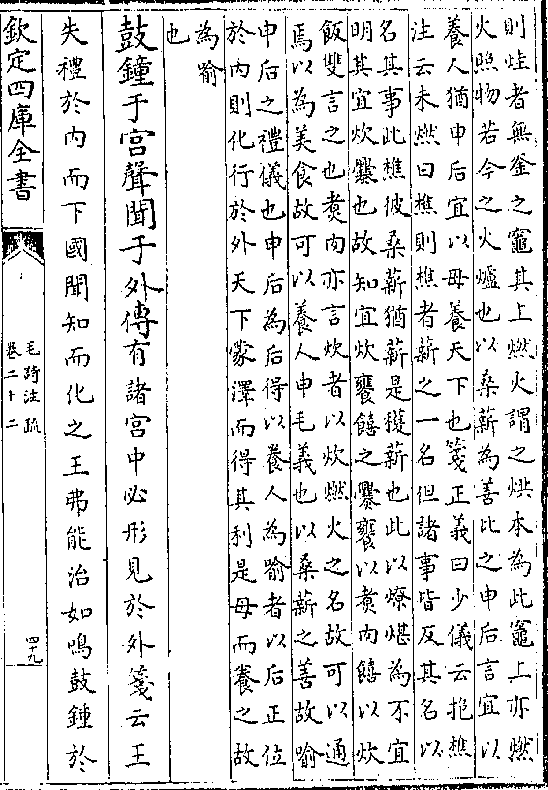 則烓者無釜之竈其上燃火謂之烘本為此竈上亦燃
火照物若今之火爐也以桑薪為善比之申后言宜以
養人猶申后宜以母養天下也箋正義曰少儀云抱樵
注云未爇曰樵則樵者薪之一名但諸事皆反其名以
名其事此樵彼桑薪猶薪是穫薪也此以燎煁為不宜
明其宜炊爨也故知宜炊饔饎之爨饔以煑肉饎以炊
飯雙言之也煑肉亦言炊者以炊燃火之名故可以通
焉以為美食故可以養人申毛義也以桑薪之善故喻
申后之禮儀也申后為后得以養人為喻者以后正位
於内則化行於外天下蒙澤而得其利是母而養之故
為喻
也
鼓鐘于宫聲聞于外傳有諸宫中必形見於外箋云王
失禮於内而下國聞知而化之王弗能治如鳴鼓鍾於
欽定四庫全書
毛詩注疏
卷二十二
四十九